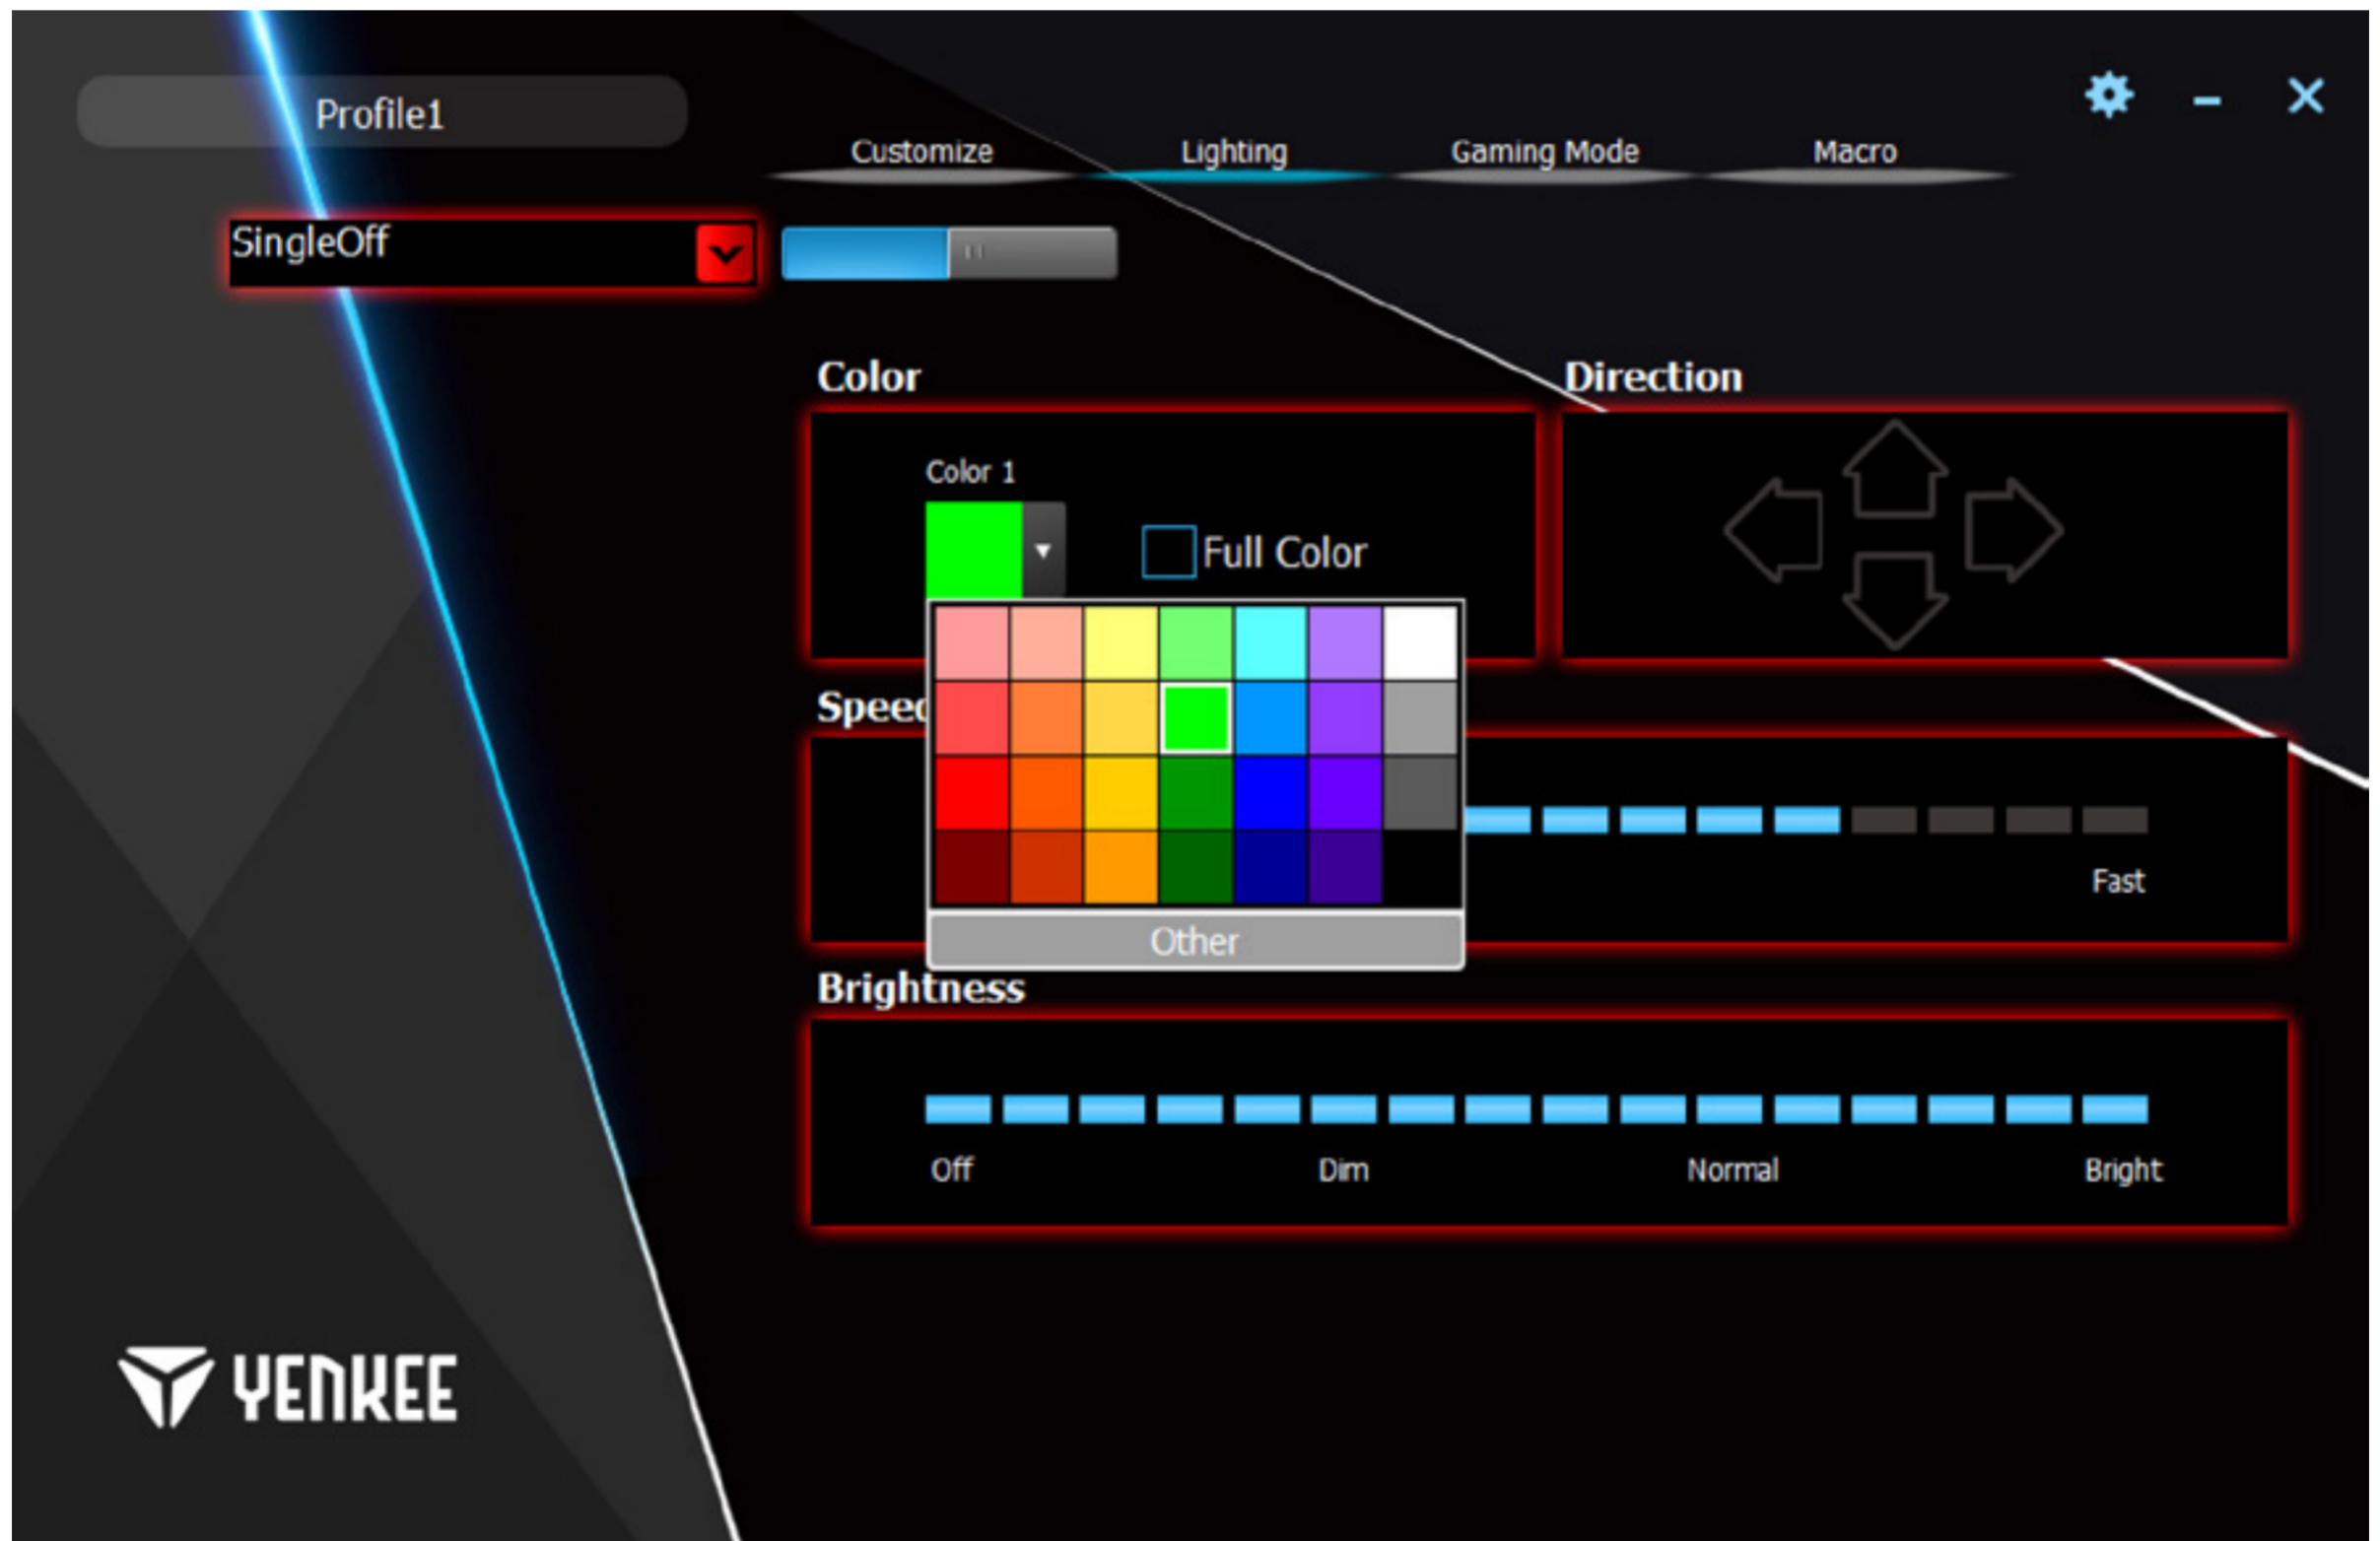 Profile1
Customize
Lighting
Gaming Mode
Macro
SingleOff
Color
Direction
Color 1
Full Color
Other
Fast
Brightness
Off
Dim
Normal
Bright
YENKEE